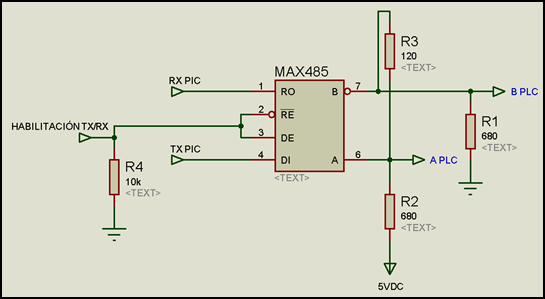 R3
120
<TEXT>
MAX485
RX PIC
1
RO
B
7
B PLC
2
RE
HABILITACIÓN TX/RX
3
DE
R1
680
<TEXT>
TX PIC
4
DI
A
6
A PLC
R4
10k
<TEXT>
<TEXT>
R2
680
<TEXT>
5VDC